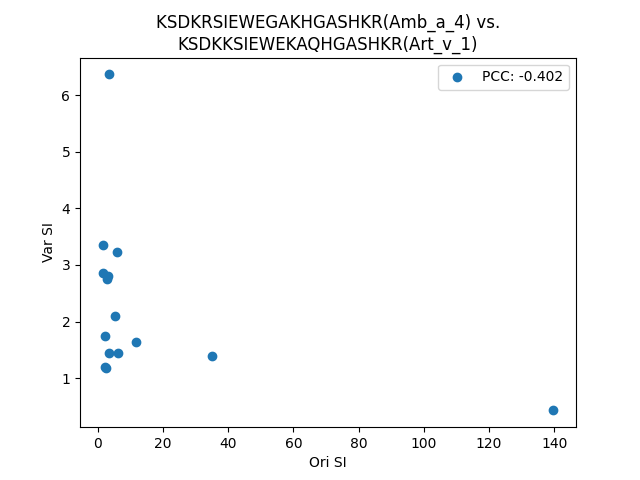 KSDKRSIEWEGAKHGASHKR(Amb_a_4) vs.
KSDKKSIEWEKAQHGASHKR(Art_v_1)
PCC: -0.402
6
5
4
3
2
1
Var SI
0
20
40
60
80
100
120
140
Ori SI